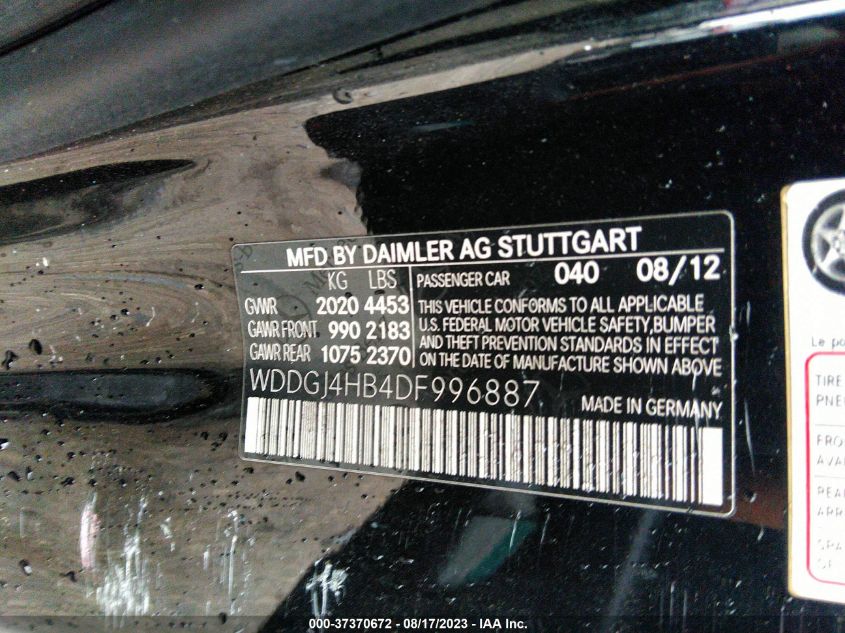 MFD BY DAIMLER AG STUTTGART
KG LBS
PASSENGER CAR 040 08/12
GVWR 2020 4453
GAWR FRONT 990 2183
GAWR REAR 1075 2370
THIS VEHICLE CONFORMS TO ALL APPLICABLE
U.S. FEDERAL MOTOR VEHICLE SAFETY,BUMPER
AND THEFT PREVENTION STANDARDS IN EFFECT
ON THE DATE OF MANUFACTURE SHOWN ABOVE
WDDGJ4HB4DF996887
MADE IN GERMANY
Le
TIRE
000-37370672 - 08/17/2023 - IAA Inc.